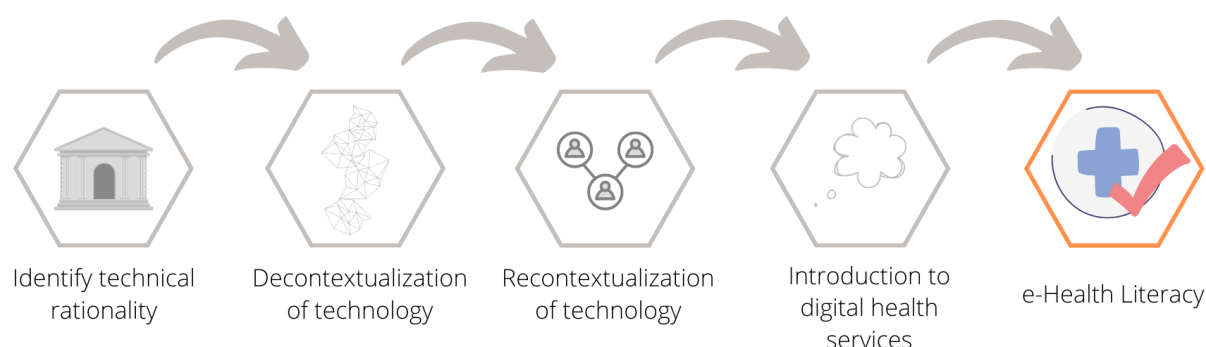 Identify technical
rationality
Decontextualization
of technology
Recontextualization
of technology
Introduction to
digital health
services
e-Health Literacy